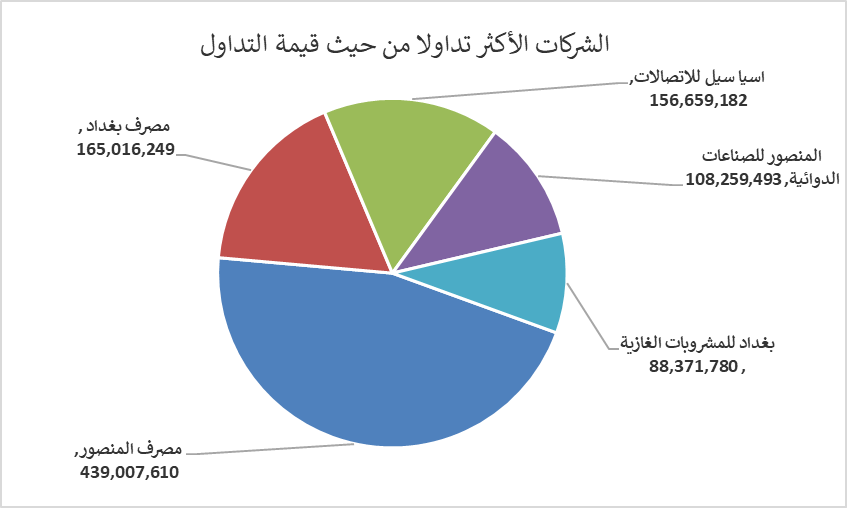 الشركات الأكثر تداولا من حيث قيمة التداول
اسيا سيل للاتصالات,
156,659,182
مصرف بغداد ,
165,016,249
المنصور للصناعات
الدوائية, 108,259,493
بغداد للمشروبات الغازية
, 88,371,780
مصرف المنصور,
439,007,610